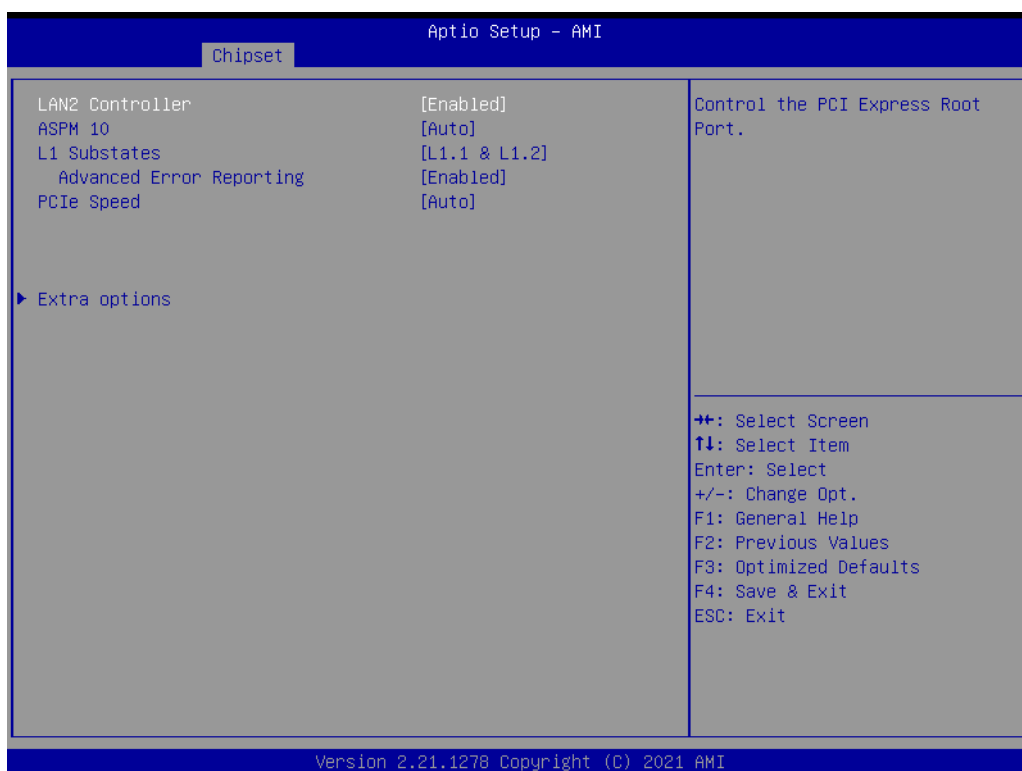 Aptio Setup – AMI
Chipset
LAN2 Controller [Enabled]
ASPM 10 [Auto]
L1 Substates [L1.1 & L1.2]
Advanced Error Reporting [Enabled]
PCIe Speed [Auto]
Extra options
Control the PCI Express Root
Port.
→←: Select Screen
↑↓: Select Item
Enter: Select
+/-: Change Opt.
F1: General Help
F2: Previous Values
F3: Optimized Defaults
F4: Save & Exit
ESC: Exit
Version 2.21.1278 Copyright (C) 2021 AMI